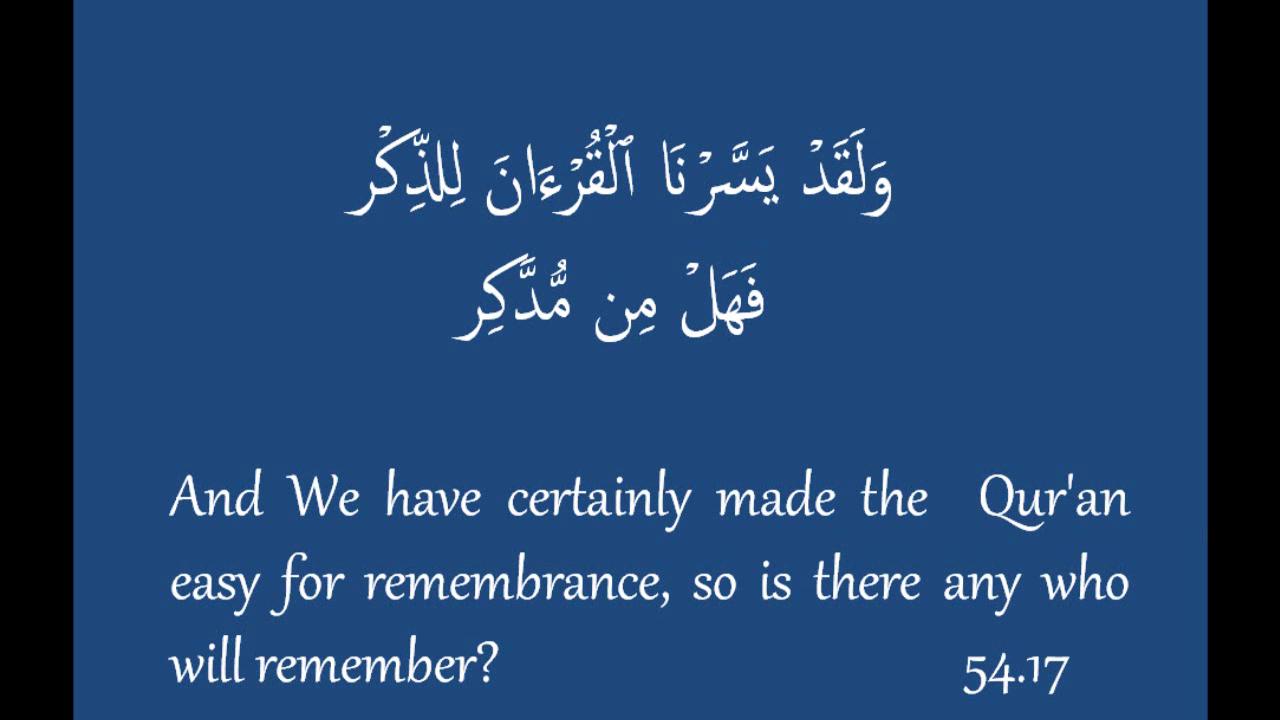 وَلَقَدۡ يَسَّرۡنَا ٱلۡقُرۡءَانَ لِلذِّكۡر
فَهَلۡ مِن مُّدَّكِر
And We have certainly made the Qur'an
easy for remembrance, so is there any who
will remember? 54.17